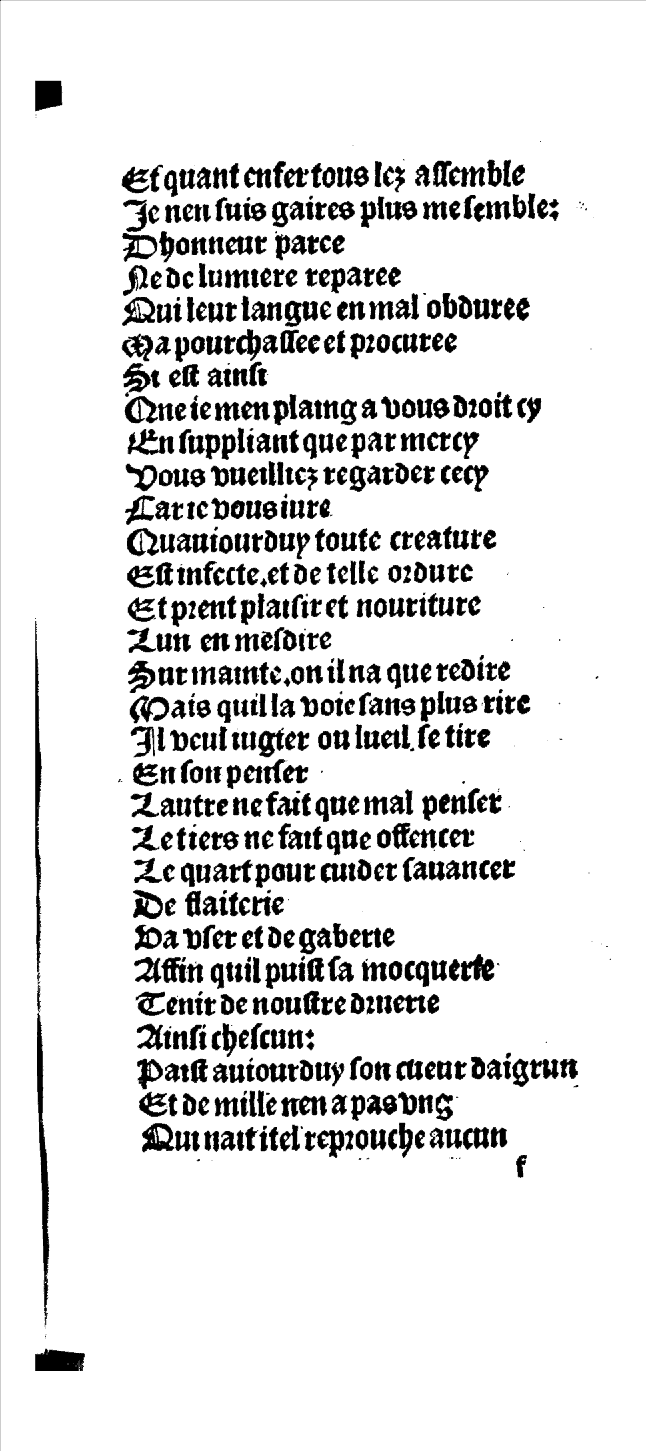 Et quant enfer tous lez assemble
Je nen suis gaires plus me semble:
Dhonneur paree
Ne de lumiere reparee
Qui leur langue en mal obduree
Ma pourchassee et procuree
Si est ainsi
Que ie men plaing a vous droit cy
En suppliant que par mercy
Vous vueilliez regarder cecy
Car ie vous iure
Quauiourduy toute creature
Est infecte.et de telle ordure
Et prent plaisir et nouriture
Lun en mesdire
Sur mainte.on il na que redire
Mais quil la voie sans plus rire
Il veul iugier ou lueil se tire
En son penser
Lautre ne fait que mal penser
Le tiers ne fait que offencer
Le quart pour cuider sauancer
De flaiterie
Va vser et de gaberie
Affin quil puist sa mocquerie
Tenir de noustre druerie
Ainsi chescun:
Paist auiourduy son cueur daigrun
Et de mille nen a pas vng
Qui nait itel reprouche aucun
f